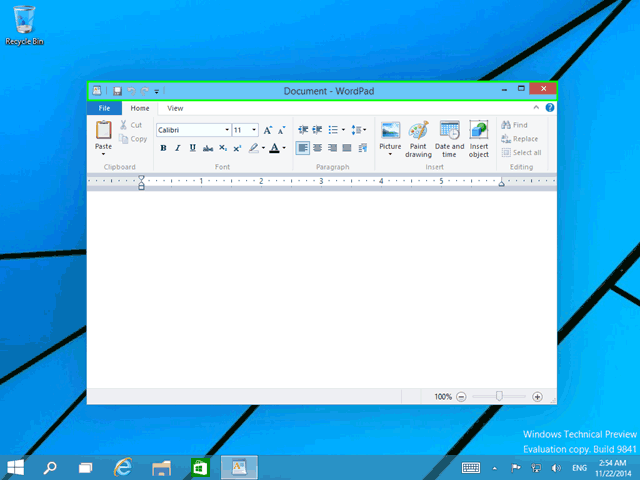 Recycle Bin
Document - WordPad
File Home View
Paste
Cut
Copy
Clipboard
Calibri 11
B I U abc X₂ X² A
Font
Paragraph
Picture
Paint drawing
Date and time
Insert object
Insert
Find
Replace
Select all
Editing
1 2 3 4 5
100%
Windows Technical Preview
Evaluation copy. Build 9841
ENG
2:54 AM
11/22/2014